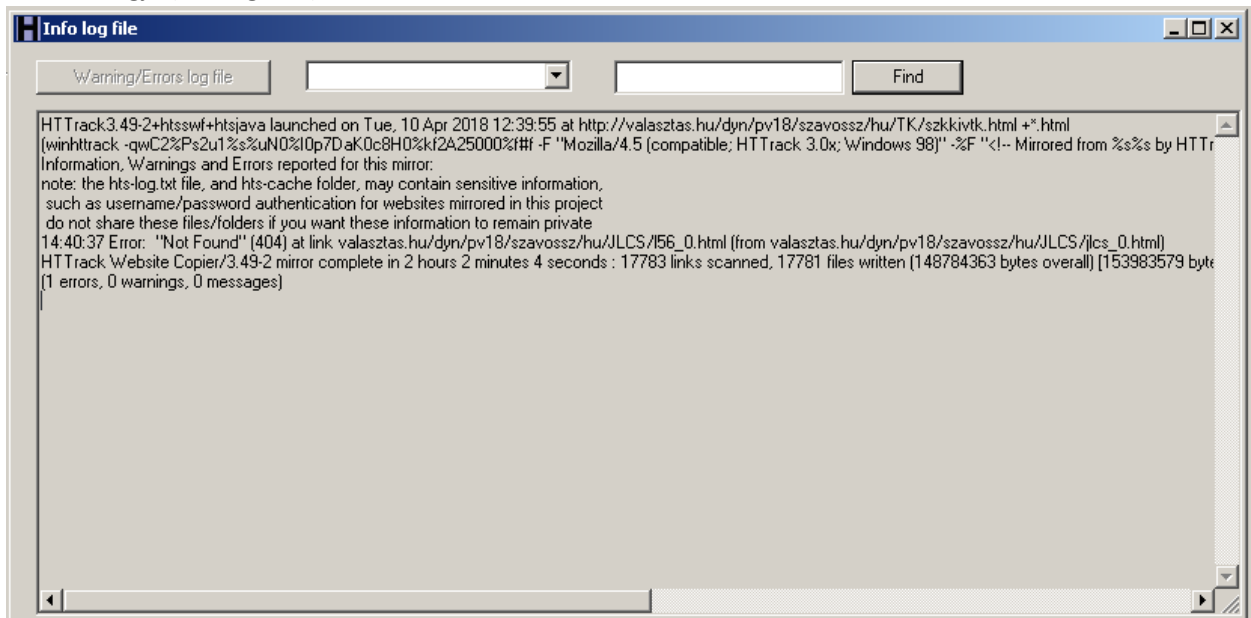 Info log file
Warning/Errors log file
Find
HTTrack3.49-2+htsswf+htsjava launched on Tue, 10 Apr 2018 12:39:55 at http://valasztas.hu/dyn/pv18/szavossz/hu/TK/szkkivtk.html +*.html
(winhttrack -qwC2%Ps2u1%s%uN0%I0p7DaK0c8H0%kf2A25000%f#f -F "Mozilla/4.5 (compatible; HTTrack 3.0x; Windows 98)" -%F "<!-- Mirrored from %s%s by HTTr
Information, Warnings and Errors reported for this mirror:
note: the hts-log.txt file, and hts-cache folder, may contain sensitive information,
such as username/password authentication for websites mirrored in this project
do not share these files/folders if you want these information to remain private
14:40:37 Error: "Not Found" (404) at link valasztas.hu/dyn/pv18/szavossz/hu/JLCS/l56_0.html (from valasztas.hu/dyn/pv18/szavossz/hu/JLCS/jlcs_0.html)
HTTrack Website Copier/3.49-2 mirror complete in 2 hours 2 minutes 4 seconds : 17783 links scanned, 17781 files written (148784363 bytes overall) [153983579 byte
(1 errors, 0 warnings, 0 messages)